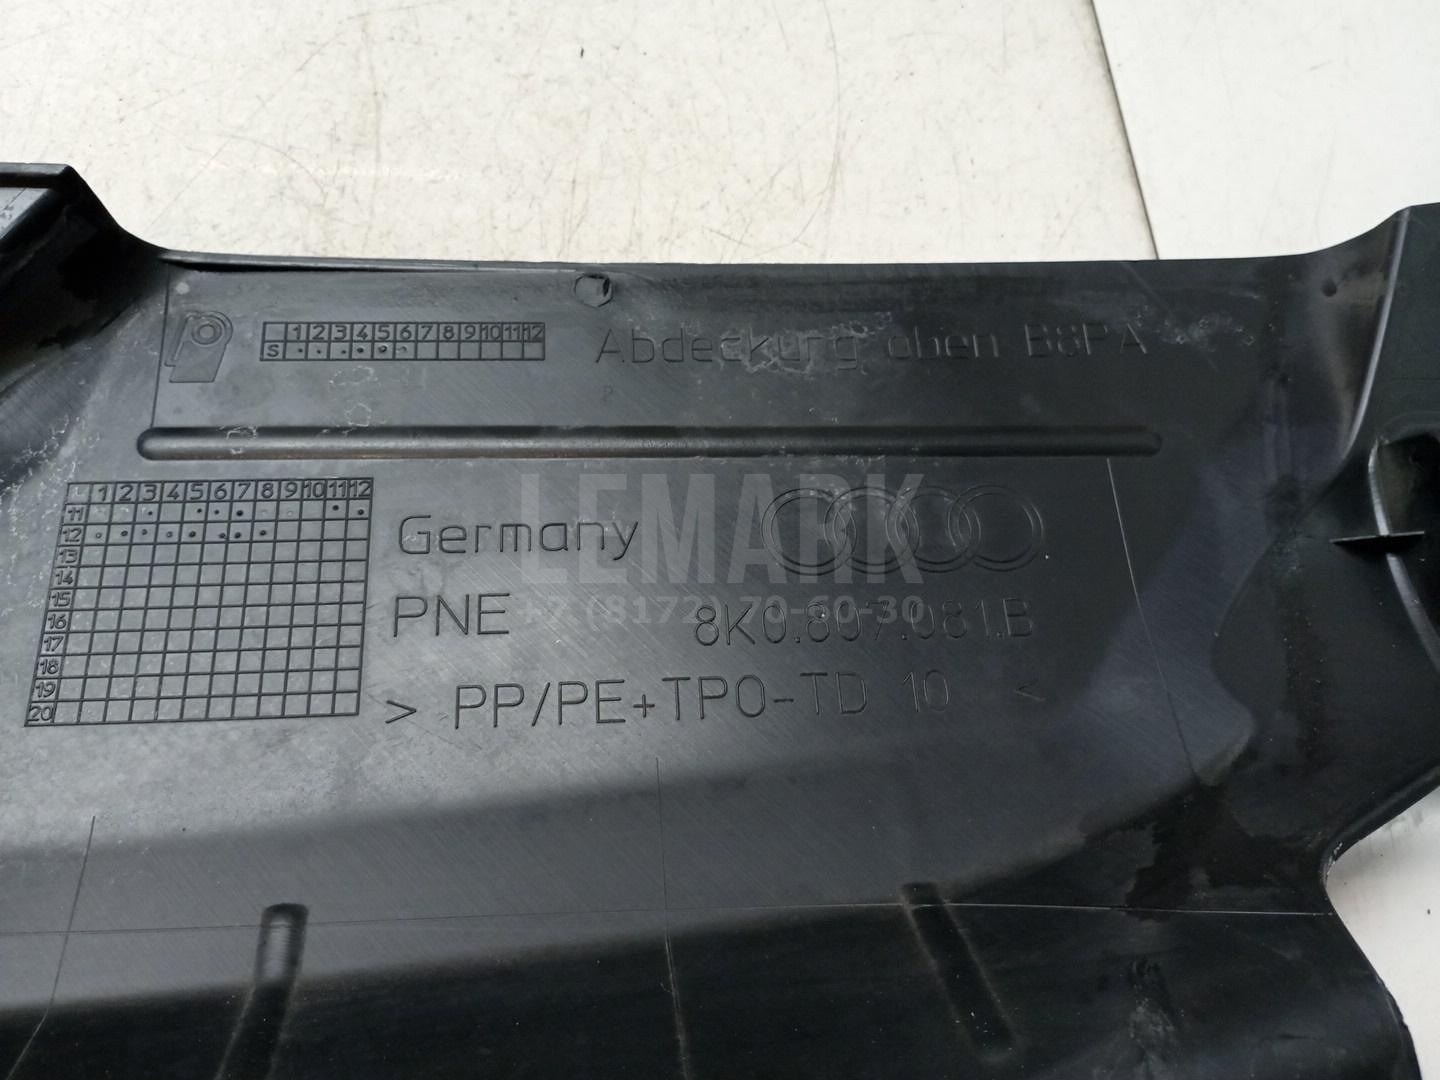 1 2 3 4 5 6 7 8 9 10 11 12
S
Abdeckung oben B8PA
L 1 2 3 4 5 6 7 8 9 10 11 12
11
12
13
14
15
16
17
18
19
20
Germany
LEMARK
PNE
+7 (8172) 70-60-30
8K0.807.081.B
> PP/PE+TPO-TD 10 <